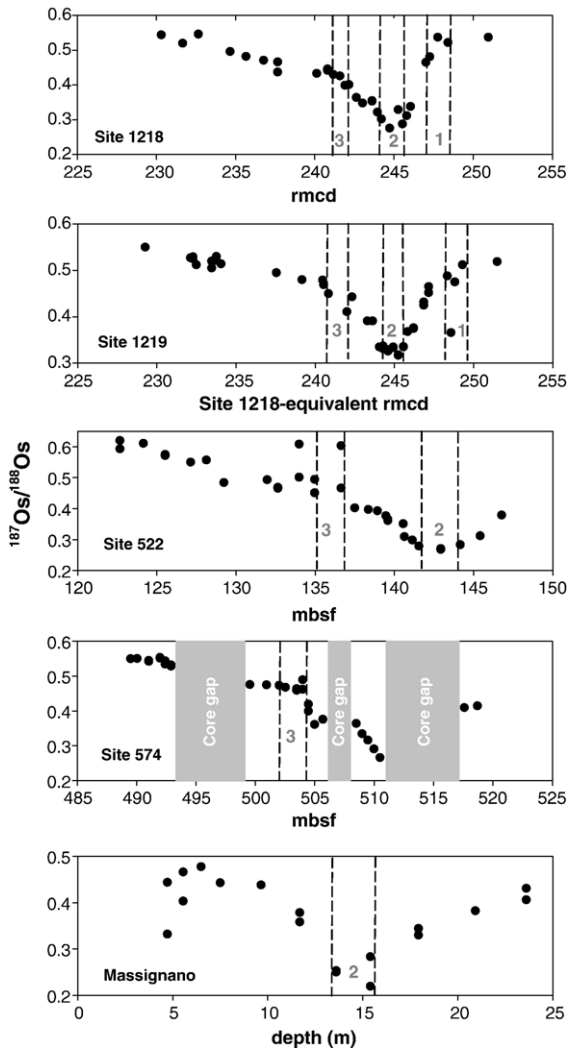 0.6
0.5
0.4
0.3
0.2
Site 1218
3 2 1
225 230 235 240 245 250 255
rmcd
0.6
0.5
0.4
0.3
Site 1219
3 2 1
225 230 235 240 245 250 255
Site 1218-equivalent rmcd
187Os/188Os
0.6
0.5
0.4
0.3
0.2
Site 522
3 2
120 125 130 135 140 145 150
mbsf
0.6
0.5
0.4
0.3
0.2
Site 574
Core gap
3
Core gap
Core gap
485 490 495 500 505 510 515 520 525
mbsf
0.5
0.4
0.3
0.2
Massignano
2
0 5 10 15 20 25
depth (m)